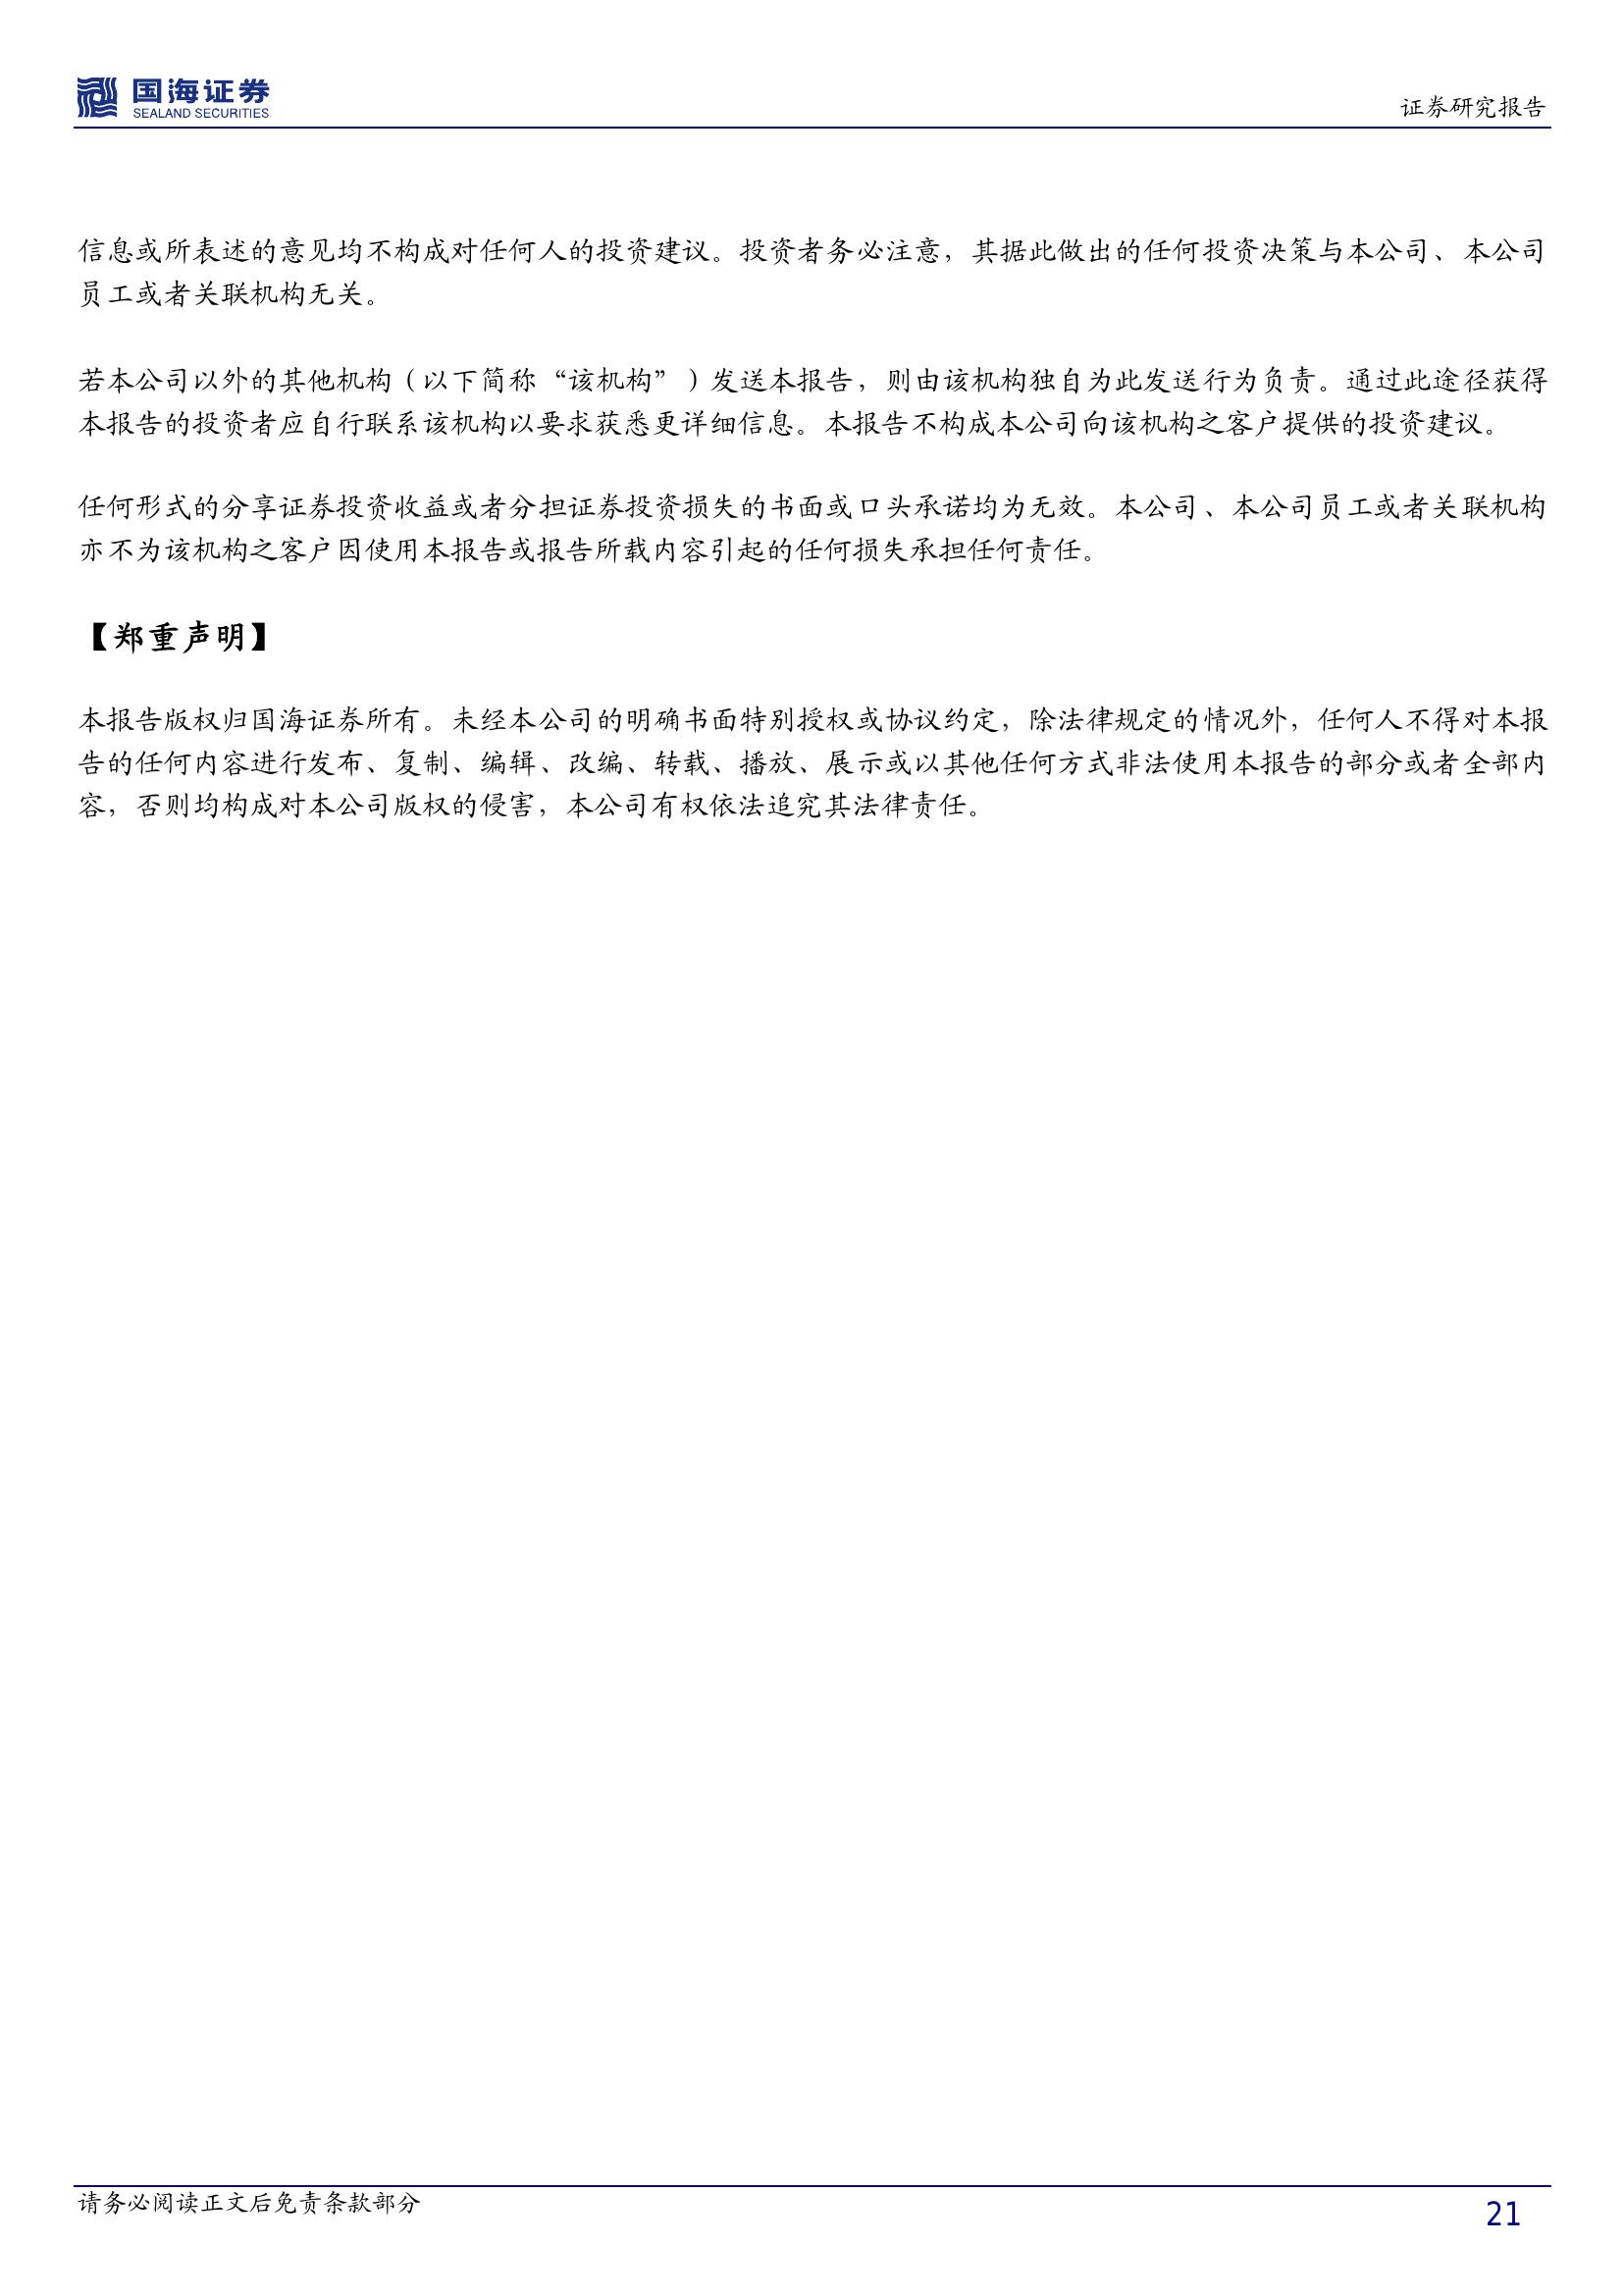 国海证券
SEALAND SECURITIES
证券研究报告
信息或所表述的意见均不构成对任何人的投资建议。投资者务必注意，其据此做出的任何投资决策与本公司、本公司
员工或者关联机构无关。
若本公司以外的其他机构（以下简称“该机构”）发送本报告，则由该机构独自为此发送行为负责。通过此途径获得
本报告的投资者应自行联系该机构以要求获悉更详细信息。本报告不构成本公司向该机构之客户提供的投资建议。
任何形式的分享证券投资收益或者分担证券投资损失的书面或口头承诺均为无效。本公司、本公司员工或者关联机构
亦不为该机构之客户因使用本报告或报告所载内容引起的任何损失承担任何责任。
【郑重声明】
本报告版权归国海证券所有。未经本公司的明确书面特别授权或协议约定，除法律规定的情况外，任何人不得对本报
告的任何内容进行发布、复制、编辑、改编、转载、播放、展示或以其他任何方式非法使用本报告的部分或者全部内
容，否则均构成对本公司版权的侵害，本公司有权依法追究其法律责任。
请务必阅读正文后免责条款部分
21